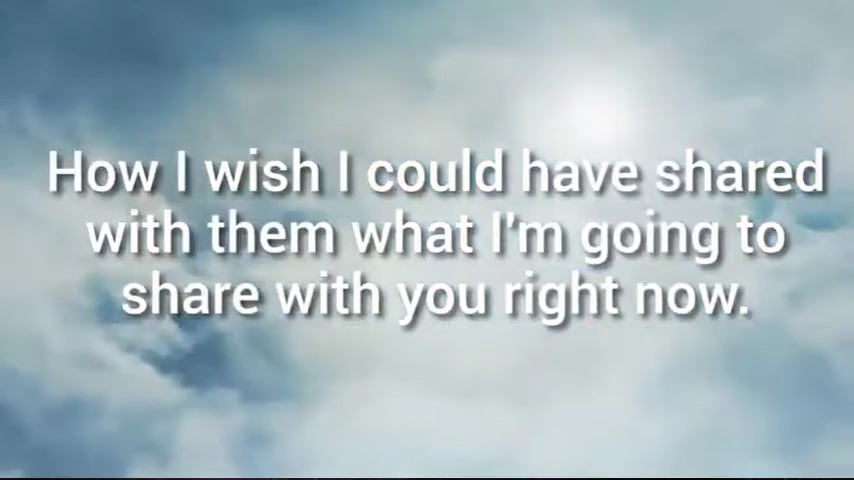 How I wish I could have shared
with them what I'm going to
share with you right now.